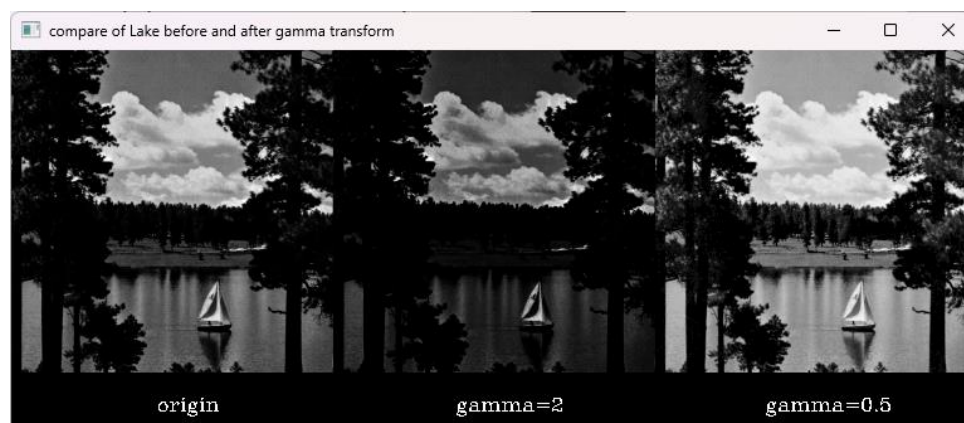 compare of Lake before and after gamma transform
origin
gamma=2
gamma=0.5